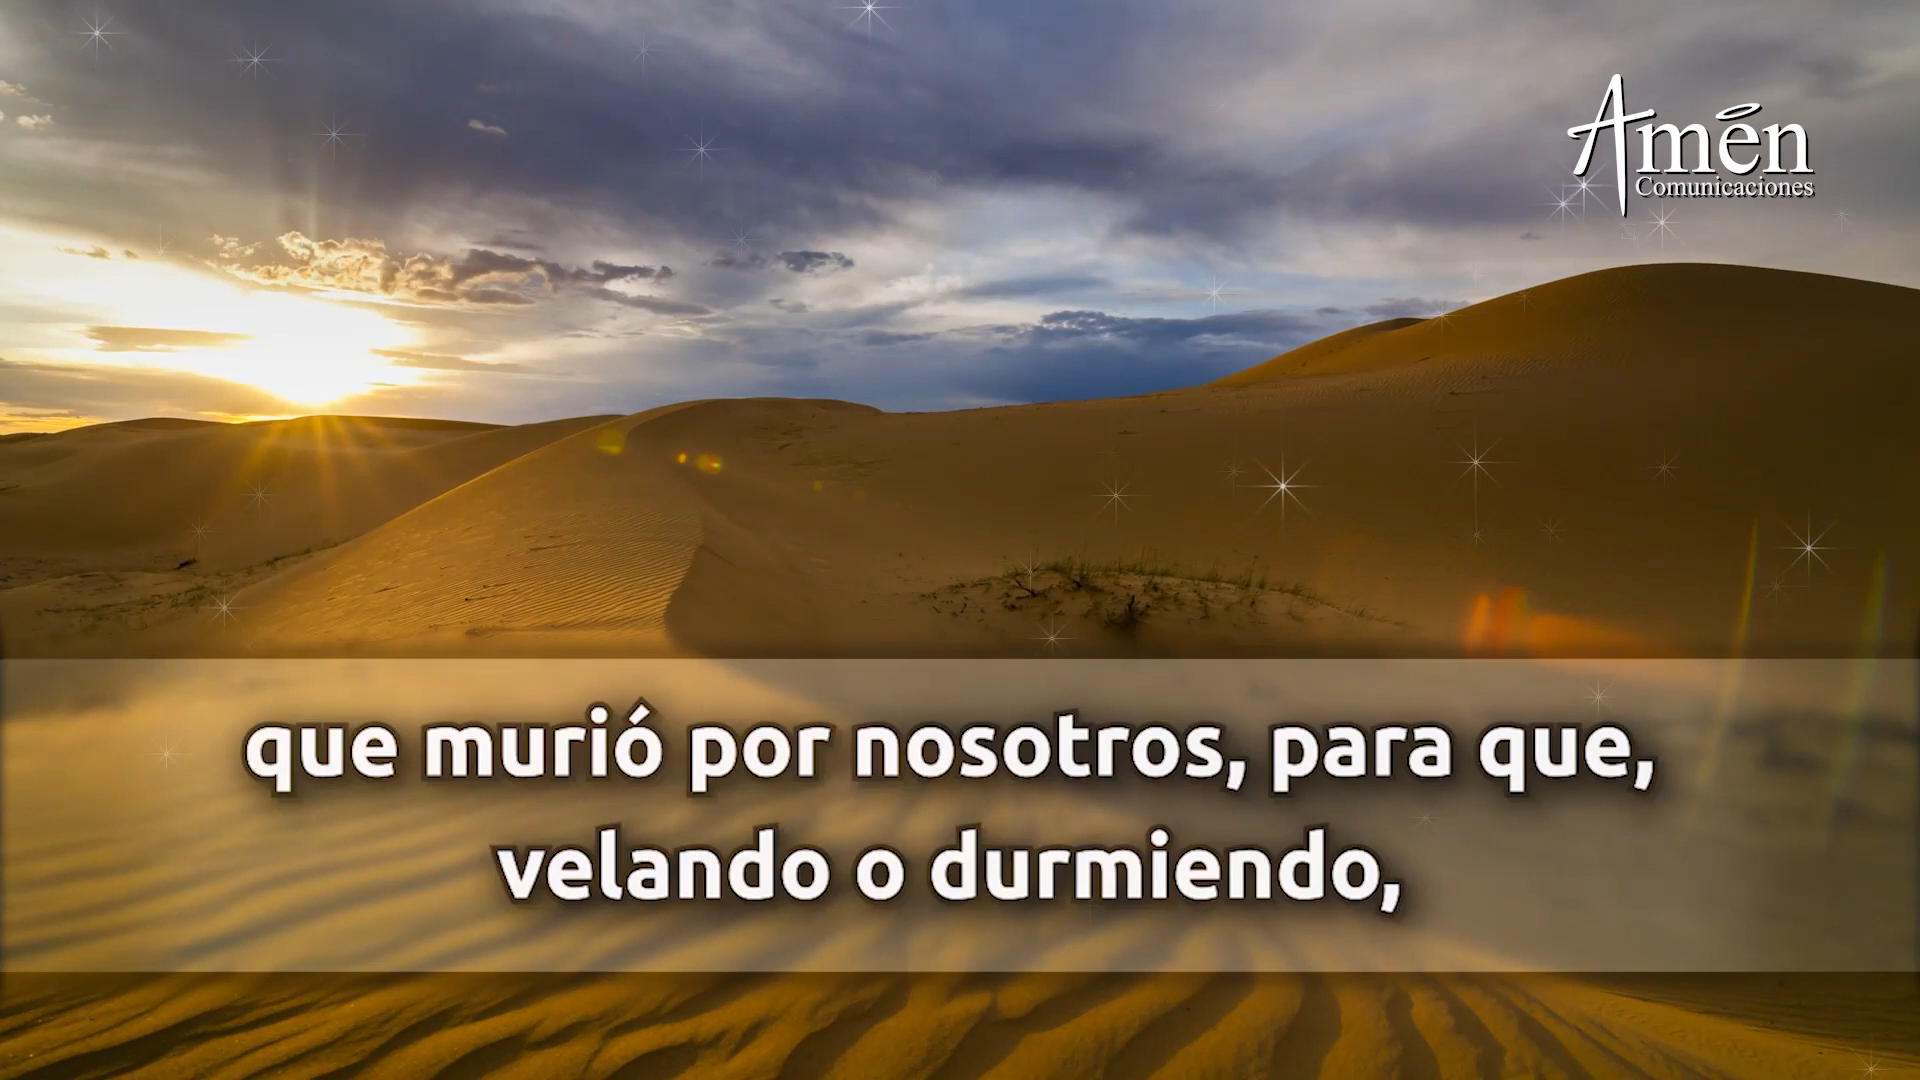 Amén
Comunicaciones
que murió por nosotros, para que,
velando o durmiendo,